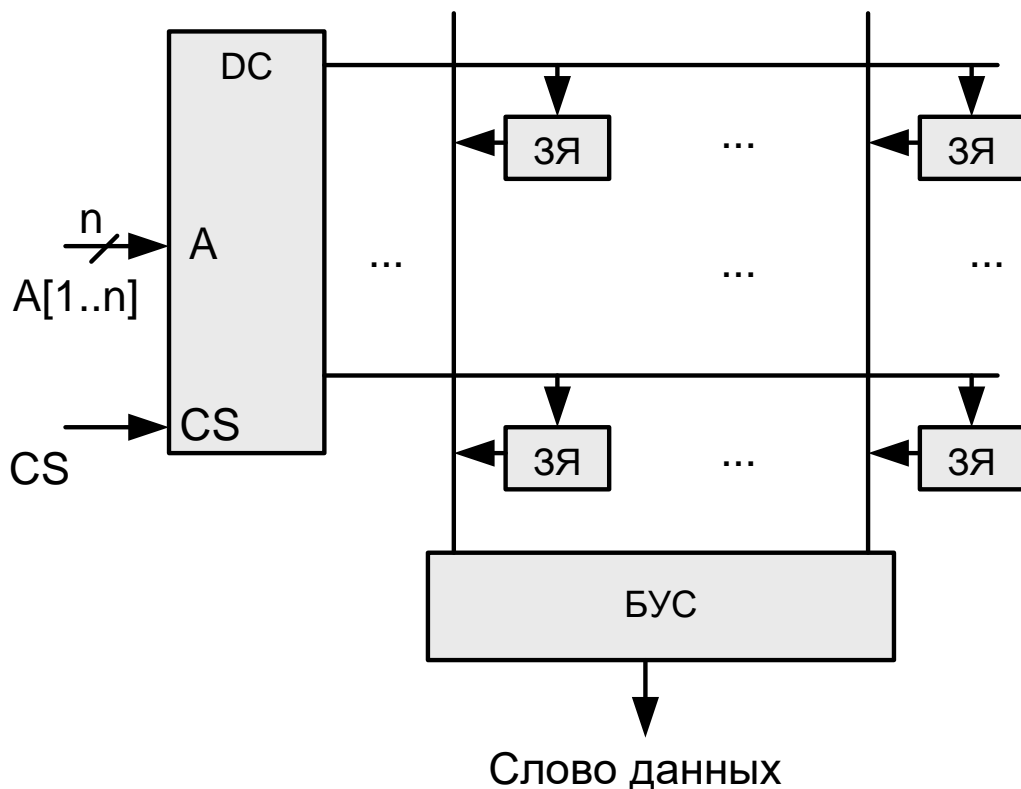 DC
ЗЯ ... ЗЯ
n
A
A[1..n]
... ... ...
CS
CS
ЗЯ ... ЗЯ
БУС
Слово данных